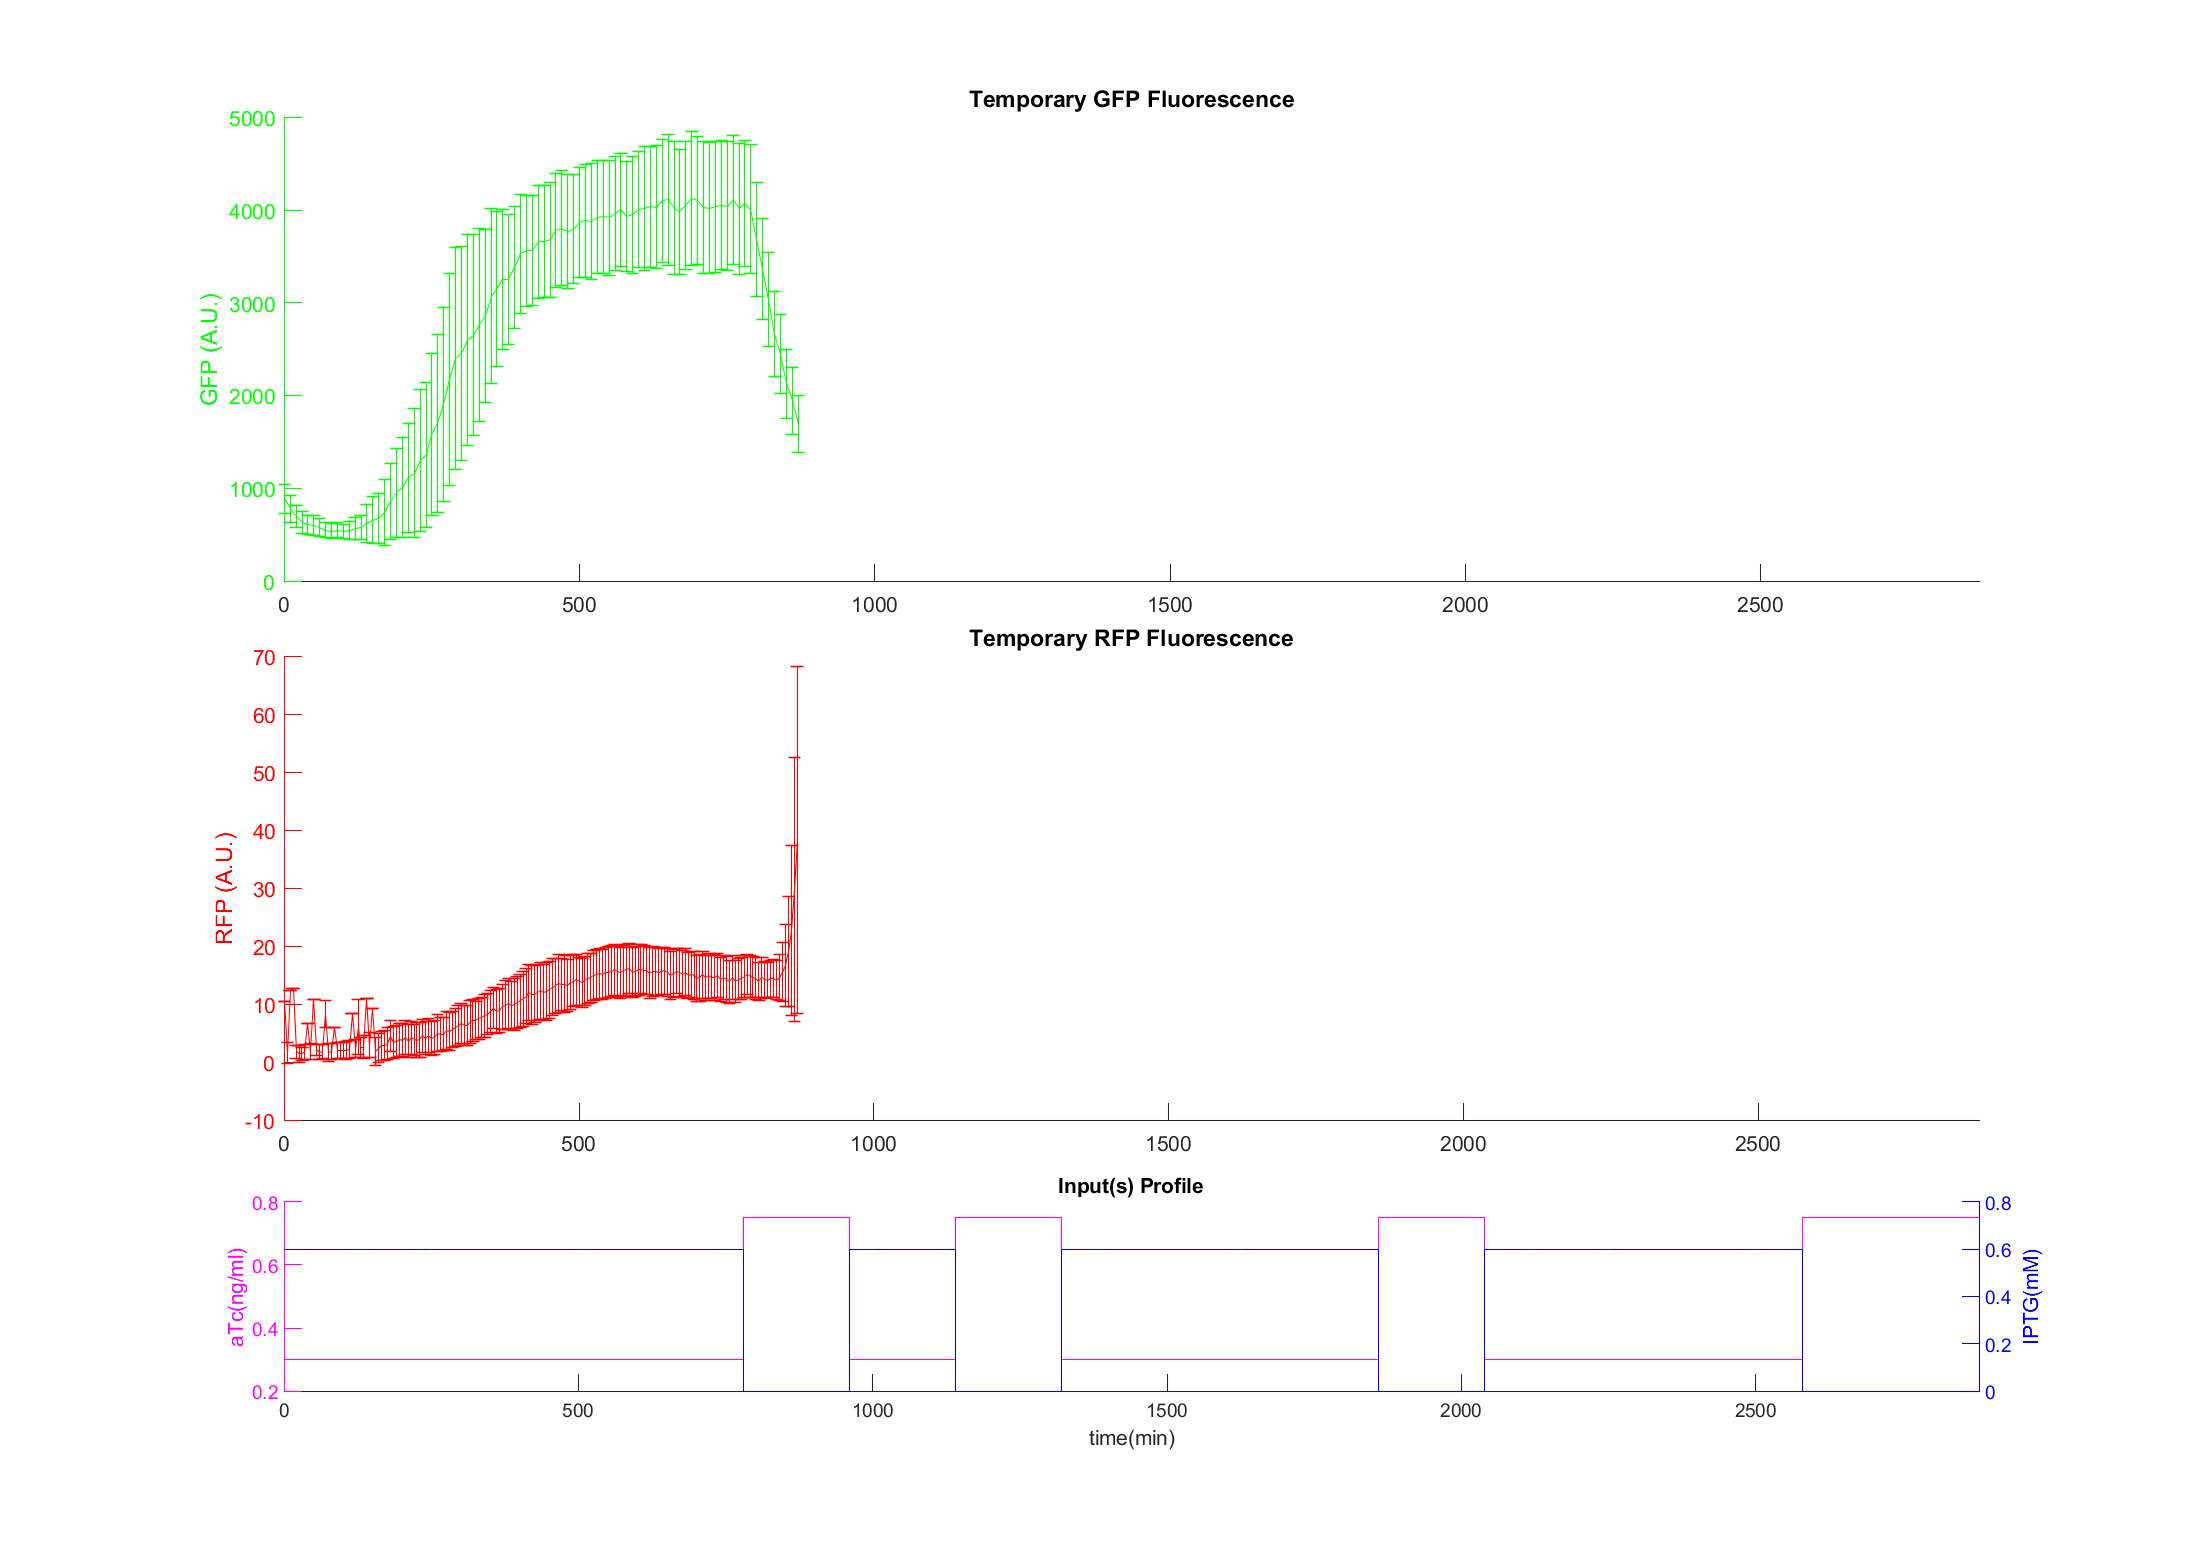 Temporary GFP Fluorescence
5000
4000
3000
2000
1000
0
GFP (A.U.)
0 500 1000 1500 2000 2500
Temporary RFP Fluorescence
70
60
50
40
30
20
10
0
-10
RFP (A.U.)
0 500 1000 1500 2000 2500
Input(s) Profile
0.8
0.6
0.4
0.2
aTc(ng/ml)
0.8
0.6
0.4
0.2
0
IPTG(mM)
0 500 1000 1500 2000 2500
time(min)